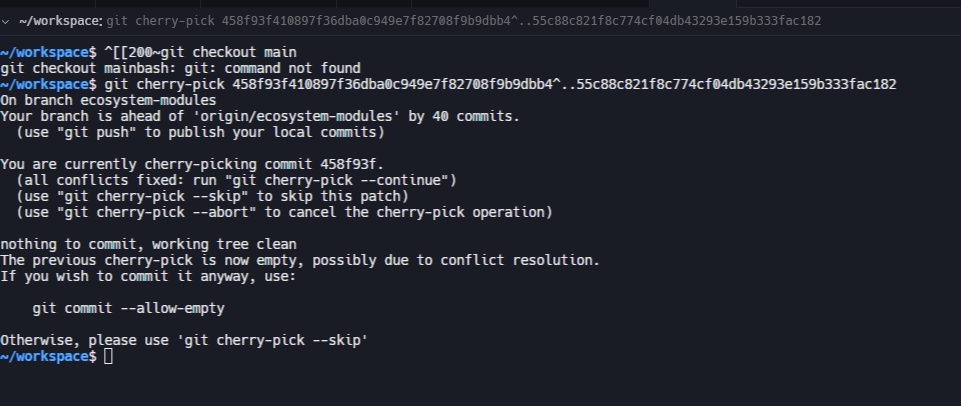 ~/workspace: git cherry-pick 458f93f410897f36dba0c949e7f82708f9b9dbb4^..55c88c821f8c774cf04db43293e159b333fac182
~/workspace$ ^[[200~git checkout main
git checkout mainbash: git: command not found
~/workspace$ git cherry-pick 458f93f410897f36dba0c949e7f82708f9b9dbb4^..55c88c821f8c774cf04db43293e159b333fac182
On branch ecosystem-modules
Your branch is ahead of 'origin/ecosystem-modules' by 40 commits.
  (use "git push" to publish your local commits)

You are currently cherry-picking commit 458f93f.
  (all conflicts fixed: run "git cherry-pick --continue")
  (use "git cherry-pick --skip" to skip this patch)
  (use "git cherry-pick --abort" to cancel the cherry-pick operation)

nothing to commit, working tree clean
The previous cherry-pick is now empty, possibly due to conflict resolution.
If you wish to commit it anyway, use:

    git commit --allow-empty

Otherwise, please use 'git cherry-pick --skip'
~/workspace$